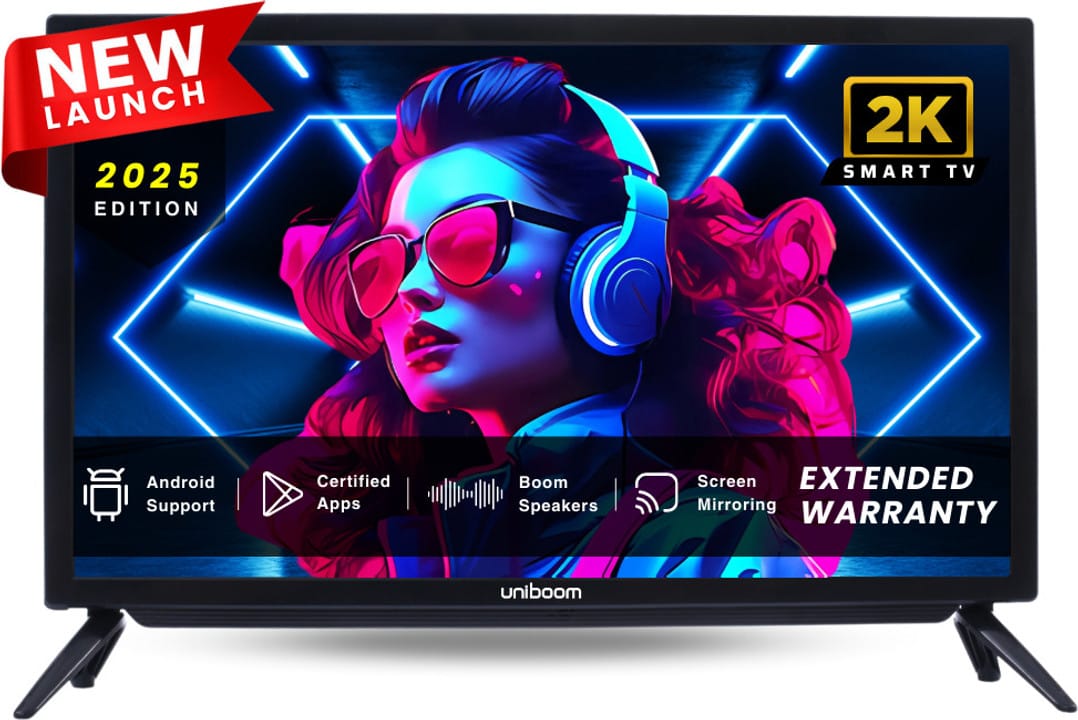 NEW
LAUNCH
2025
EDITION
2K
SMART TV
Android
Support
Certified
Apps
Boom
Speakers
Screen
Mirroring
EXTENDED
WARRANTY
uniboom